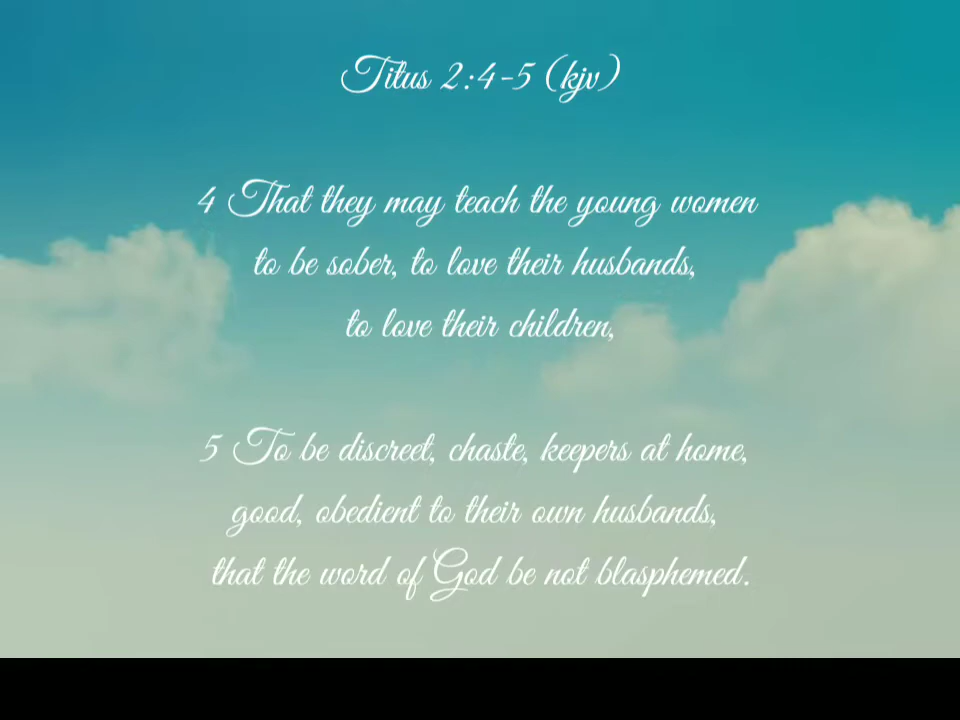 Titus 2:4-5 (kjv)
4 That they may teach the young women
to be sober, to love their husbands,
to love their children,
5 To be discreet, chaste, keepers at home,
good, obedient to their own husbands,
that the word of God be not blasphemed.